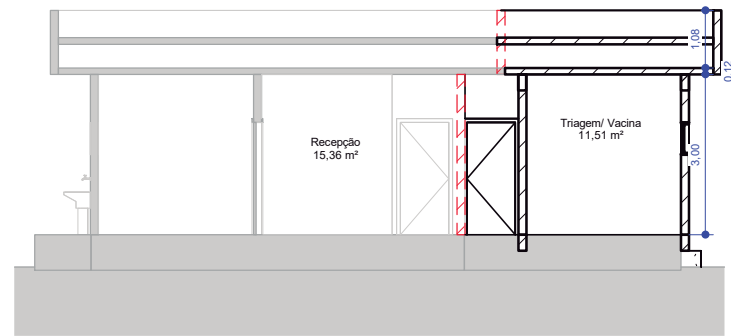 1,08
0,12
Recepção
15,36 m²
Triagem/ Vacina
11,51 m²
3,00